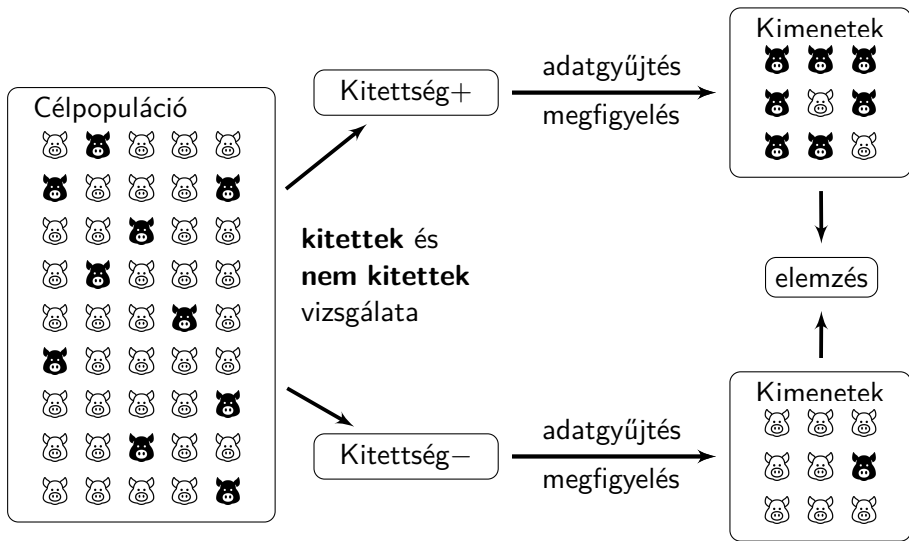 Célpopuláció
kitettek és
nem kitettek
vizsgálata
Kitettség+
adatgyűjtés
megfigyelés
Kimenetek
elemzés
Kitettség−
adatgyűjtés
megfigyelés
Kimenetek